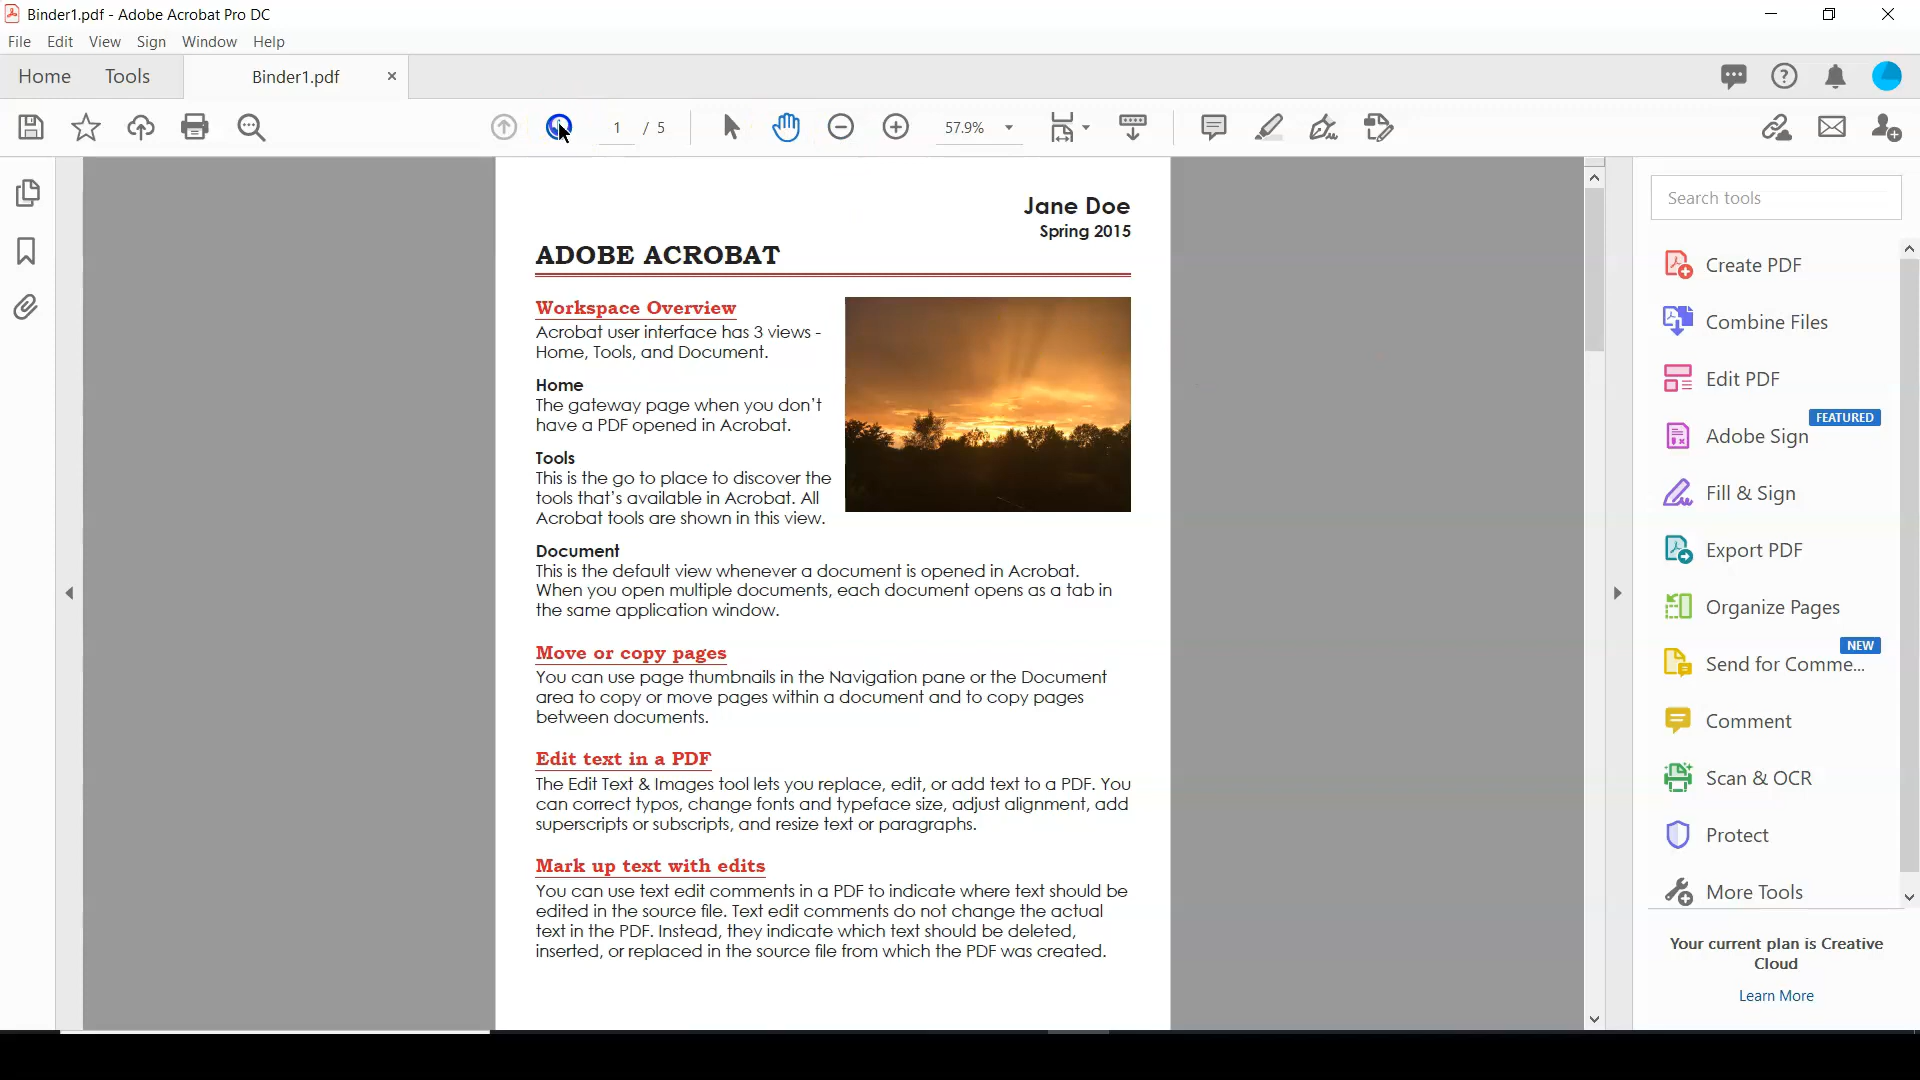 Binder1.pdf - Adobe Acrobat Pro DC
File Edit View Sign Window Help
Home Tools Binder1.pdf
1 / 5 57.9%
Search tools
Create PDF
Combine Files
Edit PDF
FEATURED
Adobe Sign
Fill & Sign
Export PDF
Organize Pages
NEW
Send for Comme...
Comment
Scan & OCR
Protect
More Tools
Your current plan is Creative
Cloud
Learn More
Jane Doe
Spring 2015
ADOBE ACROBAT
Workspace Overview
Acrobat user interface has 3 views -
Home, Tools, and Document.
Home
The gateway page when you don't
have a PDF opened in Acrobat.
Tools
This is the go to place to discover the
tools that's available in Acrobat. All
Acrobat tools are shown in this view.
Document
This is the default view whenever a document is opened in Acrobat.
When you open multiple documents, each document opens as a tab in
the same application window.
Move or copy pages
You can use page thumbnails in the Navigation pane or the Document
area to copy or move pages within a document and to copy pages
between documents.
Edit text in a PDF
The Edit Text & Images tool lets you replace, edit, or add text to a PDF. You
can correct typos, change fonts and typeface size, adjust alignment, add
superscripts or subscripts, and resize text or paragraphs.
Mark up text with edits
You can use text edit comments in a PDF to indicate where text should be
edited in the source file. Text edit comments do not change the actual
text in the PDF. Instead, they indicate which text should be deleted,
inserted, or replaced in the source file from which the PDF was created.